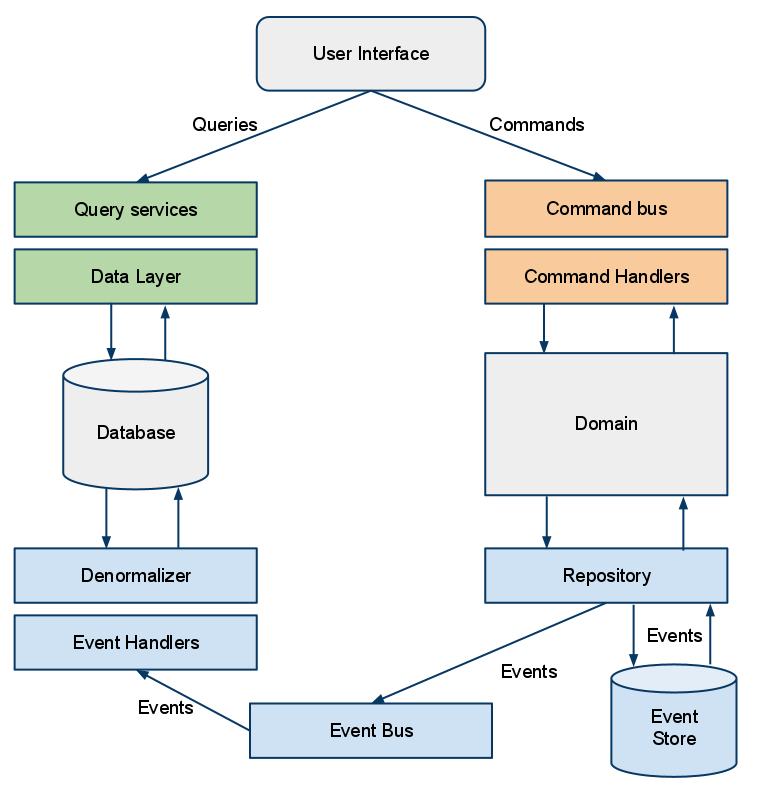 User Interface
Queries
Commands
Query services
Command bus
Data Layer
Command Handlers
Database
Domain
Denormalizer
Repository
Event Handlers
Events
Events
Events
Event Bus
Event
Store